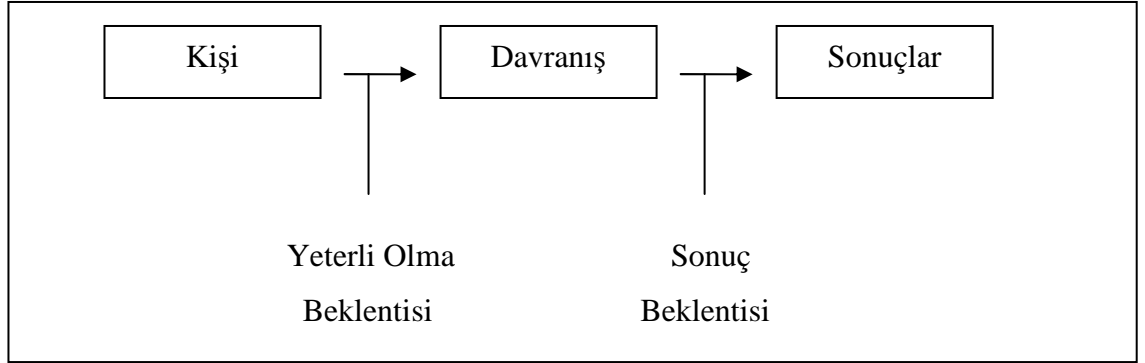 Kişi
Davranış
Sonuçlar
Yeterli Olma
Beklentisi
Sonuç
Beklentisi